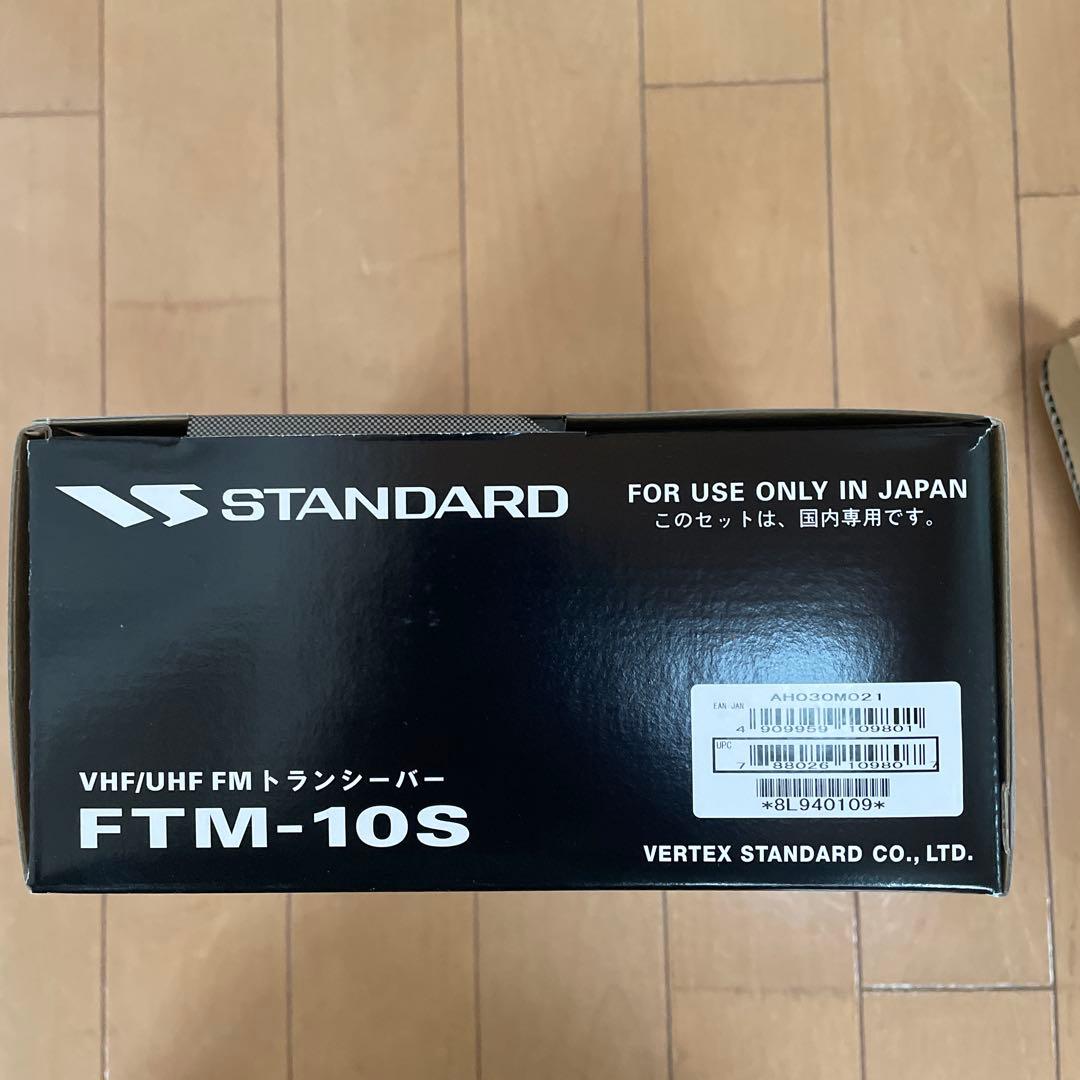 STANDARD
FOR USE ONLY IN JAPAN
このセットは、国内専用です。
AH030M021
EAN JAN
4 909959 109801
UPC
7 88026 10980 7
*8L940109*
VHF/UHF FMトランシーバー
FTM-10S
VERTEX STANDARD CO., LTD.